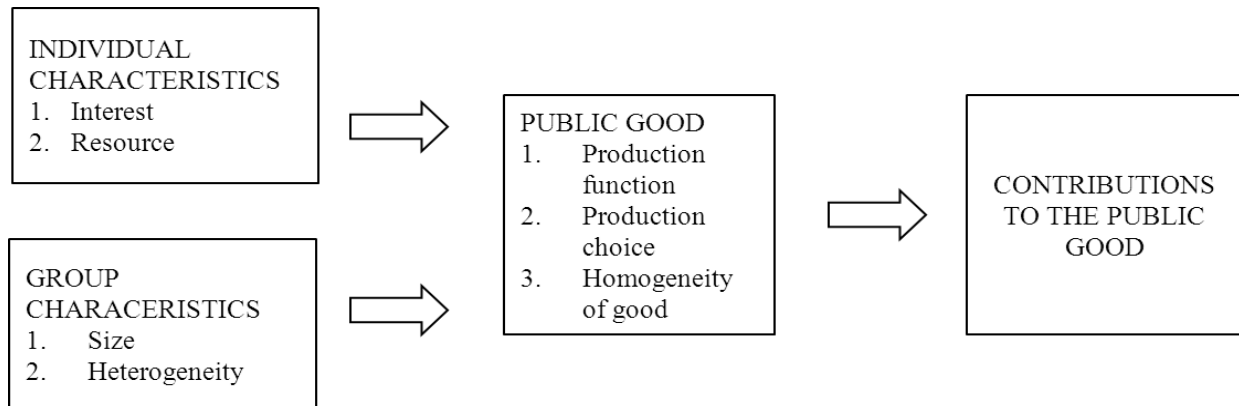 INDIVIDUAL
CHARACTERISTICS
1. Interest
2. Resource
GROUP
CHARACERISTICS
1. Size
2. Heterogeneity
PUBLIC GOOD
1. Production
function
2. Production
choice
3. Homogeneity
of good
CONTRIBUTIONS
TO THE PUBLIC
GOOD